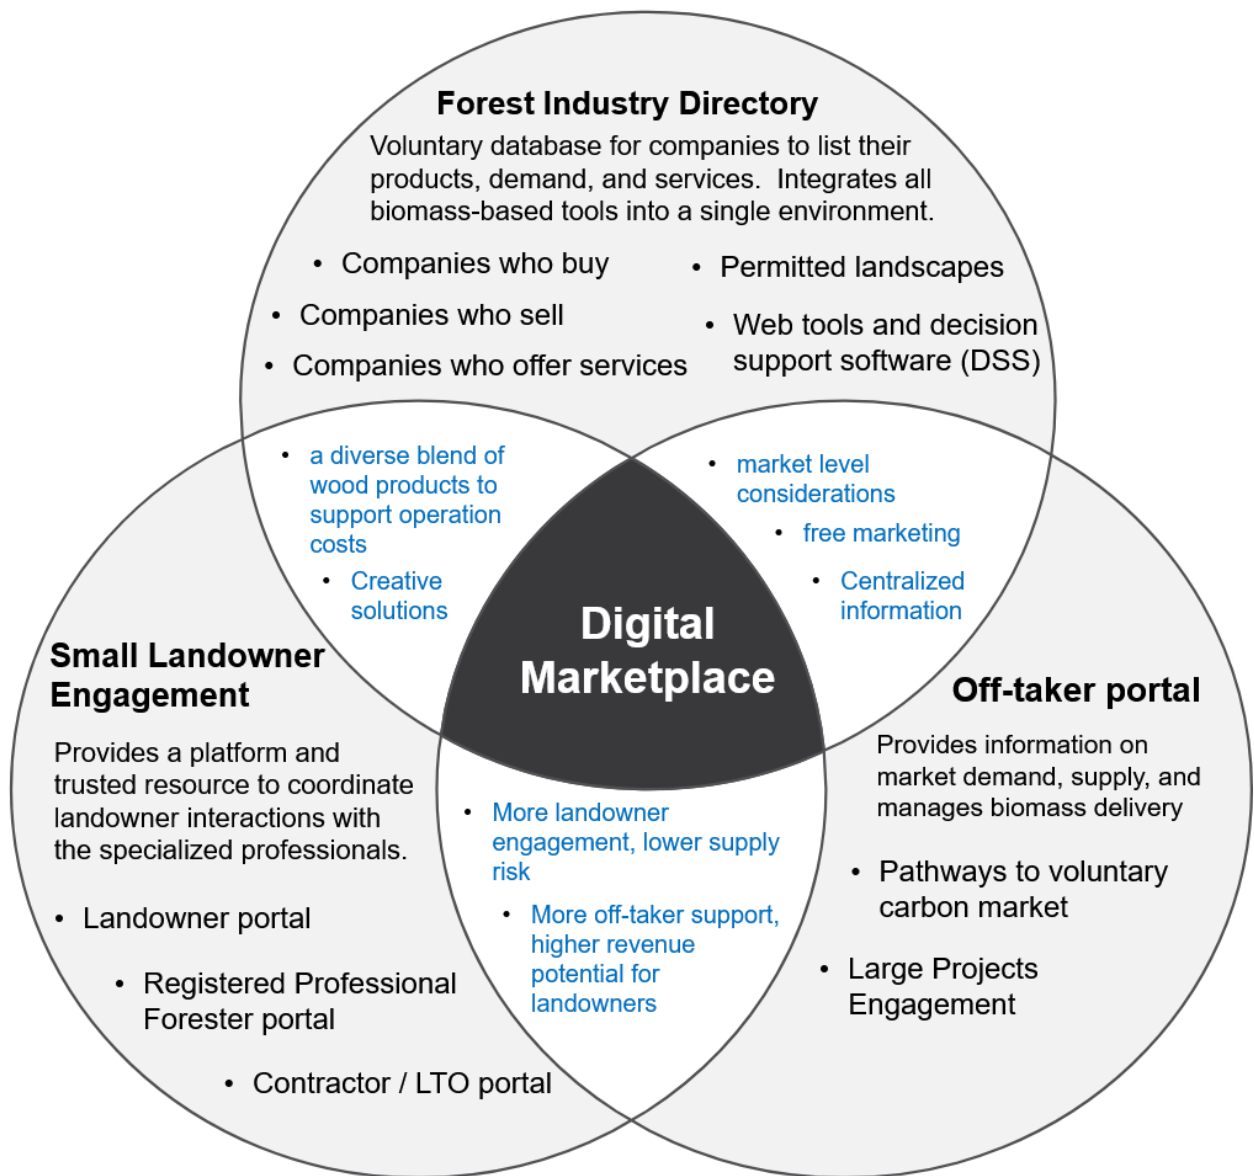 Forest Industry Directory
Voluntary database for companies to list their
products, demand, and services.  Integrates all
biomass-based tools into a single environment.
• Companies who buy
• Companies who sell
• Companies who offer services
• Permitted landscapes
• Web tools and decision
support software (DSS)
• a diverse blend of
wood products to
support operation
costs
• Creative
solutions
• market level
considerations
• free marketing
• Centralized
information
Digital
Marketplace
Small Landowner
Engagement
Provides a platform and
trusted resource to coordinate
landowner interactions with
the specialized professionals.
• Landowner portal
• Registered Professional
Forester portal
• Contractor / LTO portal
• More landowner
engagement, lower supply
risk
• More off-taker support,
higher revenue
potential for
landowners
Off-taker portal
Provides information on
market demand, supply, and
manages biomass delivery
• Pathways to voluntary
carbon market
• Large Projects
Engagement